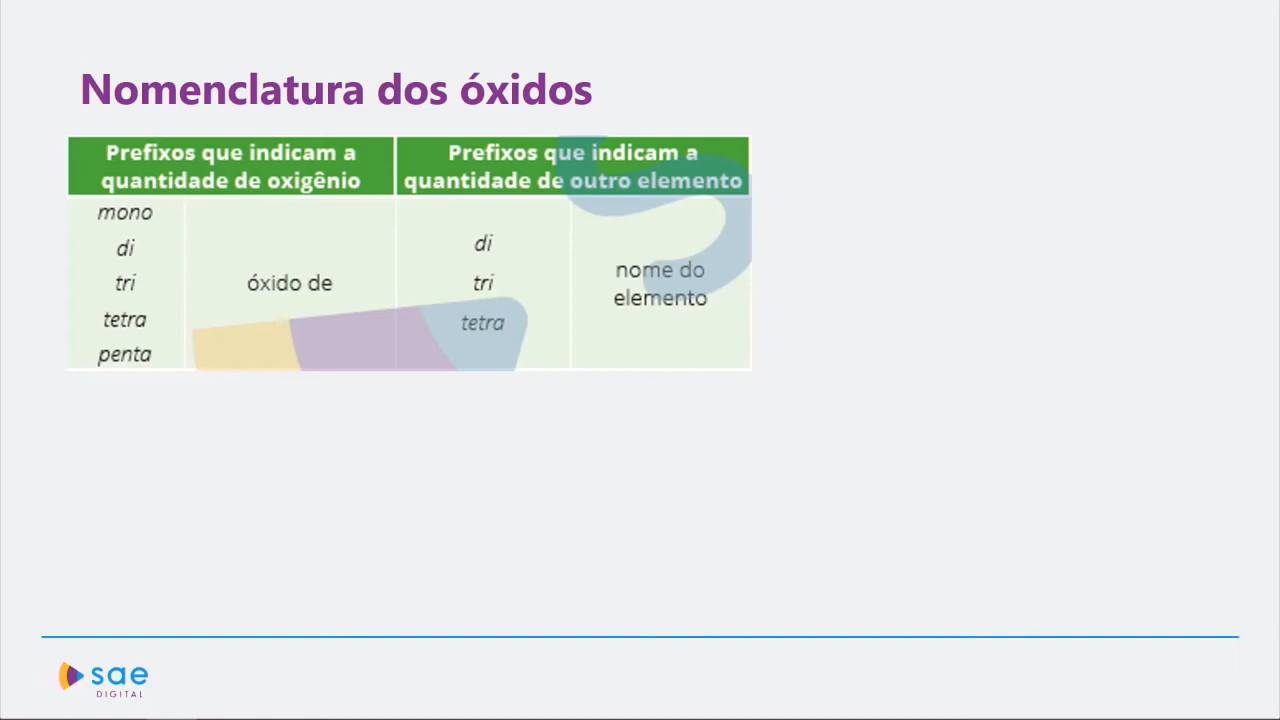 Nomenclatura dos óxidos
Prefixos que indicam a
quantidade de oxigênio
Prefixos que indicam a
quantidade de outro elemento
mono
di
tri
tetra
penta
óxido de
di
tri
tetra
nome do
elemento
sae
DIGITAL